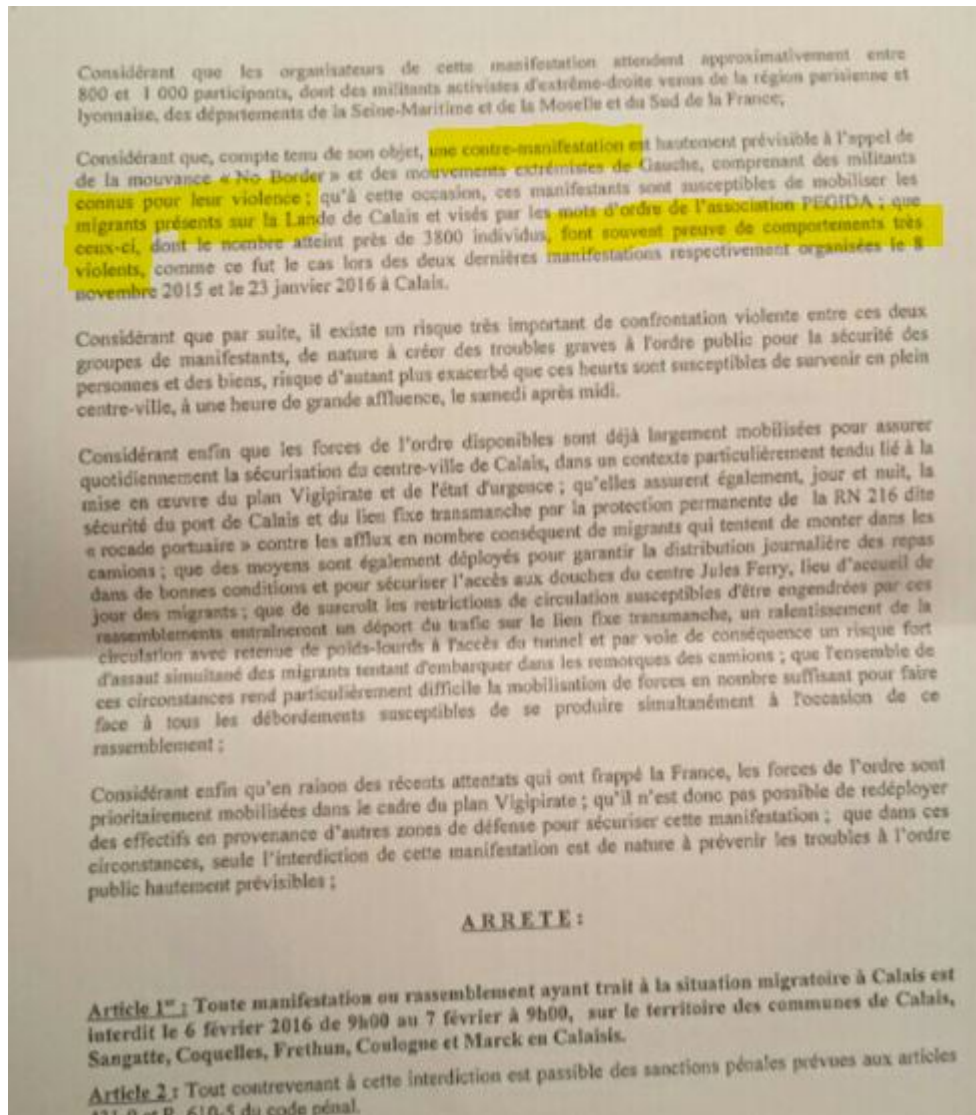 Considérant que les organisateurs de cette manifestation attendent approximativement entre
800 et 1 000 participants, dont des militants activistes d'extrême-droite venus de la région parisienne et
lyonnaise, des départements de la Seine-Maritime et de la Moselle et du Sud de la France;
Considérant que, compte tenu de son objet, une contre-manifestation est hautement prévisible à l'appel de
de la mouvance « No Border » et des mouvements extrémistes de Gauche, comprenant des militants
connus pour leur violence ; qu'à cette occasion, ces manifestants sont susceptibles de mobiliser les
migrants présents sur la Lande de Calais et visés par les mots d'ordre de l'association PEGIDA ; que
ceux-ci, dont le nombre atteint près de 3800 individus, font souvent preuve de comportements très
violents, comme ce fut le cas lors des deux dernières manifestations respectivement organisées le 8
novembre 2015 et le 23 janvier 2016 à Calais.
Considérant que par suite, il existe un risque très important de confrontation violente entre ces deux
groupes de manifestants, de nature à créer des troubles graves à l'ordre public pour la sécurité des
personnes et des biens, risque d'autant plus exacerbé que ces heurts sont susceptibles de survenir en plein
centre-ville, à une heure de grande affluence, le samedi après midi.
Considérant enfin que les forces de l'ordre disponibles sont déjà largement mobilisées pour assurer
quotidiennement la sécurisation du centre-ville de Calais, dans un contexte particulièrement tendu lié à la
mise en œuvre du plan Vigipirate et de l'état d'urgence ; qu'elles assurent également, jour et nuit, la
sécurité du port de Calais et du lien fixe transmanche par la protection permanente de la RN 216 dite
« rocade portuaire » contre les afflux en nombre conséquent de migrants qui tentent de monter dans les
camions ; que des moyens sont également déployés pour garantir la distribution journalière des repas
dans de bonnes conditions et pour sécuriser l'accès aux douches du centre Jules Ferry, lieu d'accueil de
jour des migrants ; que de surcroît les restrictions de circulation susceptibles d'être engendrées par ces
rassemblements entraîneront un déport du trafic sur le lien fixe transmanche, un ralentissement de la
circulation avec retenue de poids-lourds à l'accès du tunnel et par voie de conséquence un risque fort
d'assaut simultané des migrants tentant d'embarquer dans les remorques des camions ; que l'ensemble de
ces circonstances rend particulièrement difficile la mobilisation de forces en nombre suffisant pour faire
face à tous les débordements susceptibles de se produire simultanément à l'occasion de ce
rassemblement ;
Considérant enfin qu'en raison des récents attentats qui ont frappé la France, les forces de l'ordre sont
prioritairement mobilisées dans le cadre du plan Vigipirate ; qu'il n'est donc pas possible de redéployer
des effectifs en provenance d'autres zones de défense pour sécuriser cette manifestation ; que dans ces
circonstances, seule l'interdiction de cette manifestation est de nature à prévenir les troubles à l'ordre
public hautement prévisibles ;
ARRETE :
Article 1er : Toute manifestation ou rassemblement ayant trait à la situation migratoire à Calais est
interdit le 6 février 2016 de 9h00 au 7 février à 9h00, sur le territoire des communes de Calais,
Sangatte, Coquelles, Frethun, Coulogne et Marck en Calaisis.
Article 2 : Tout contrevenant à cette interdiction est passible des sanctions pénales prévues aux articles
R. 610-5 du code pénal.